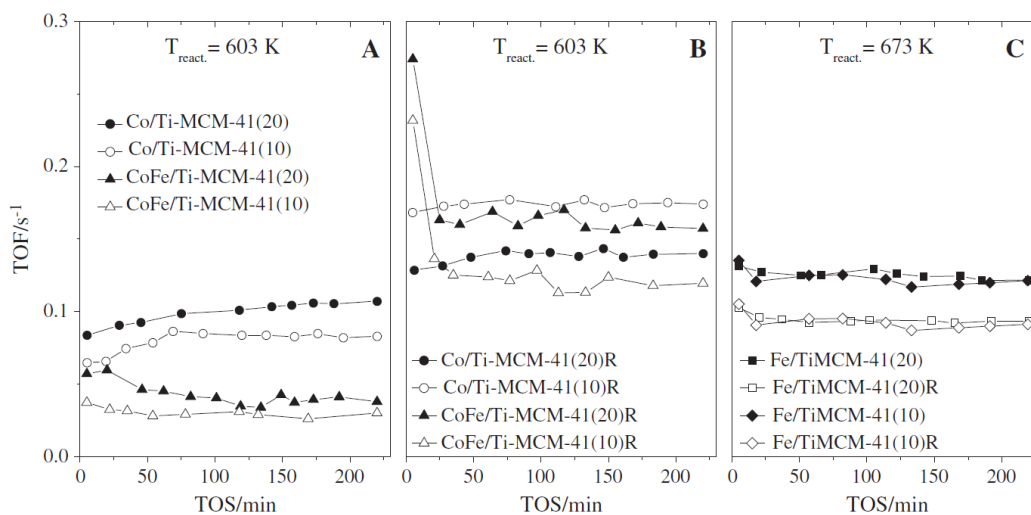 0.3
0.2
0.1
0.0
TOF/s-1
T react. = 603 K
A
Co/Ti-MCM-41(20)
Co/Ti-MCM-41(10)
CoFe/Ti-MCM-41(20)
CoFe/Ti-MCM-41(10)
0 50 100 150 200
TOS/min
T react. = 603 K
B
Co/Ti-MCM-41(20)R
Co/Ti-MCM-41(10)R
CoFe/Ti-MCM-41(20)R
CoFe/Ti-MCM-41(10)R
0 50 100 150 200
TOS/min
T react. = 673 K
C
Fe/TiMCM-41(20)
Fe/TiMCM-41(20)R
Fe/TiMCM-41(10)
Fe/TiMCM-41(10)R
0 50 100 150 200
TOS/min